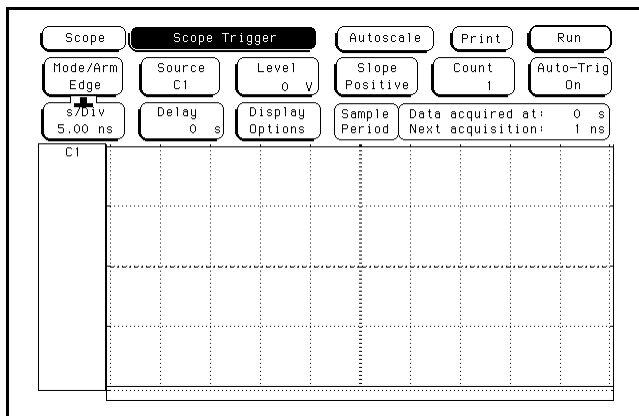 Scope Scope Trigger Autoscale Print Run
Mode/Arm Source Level Slope Count Auto-Trig
Edge C1 0 V Positive 1 On
s/Div Delay Display Sample Data acquired at: 0 s
5.00 ns 0 s Options Period Next acquisition: 1 ns
C1